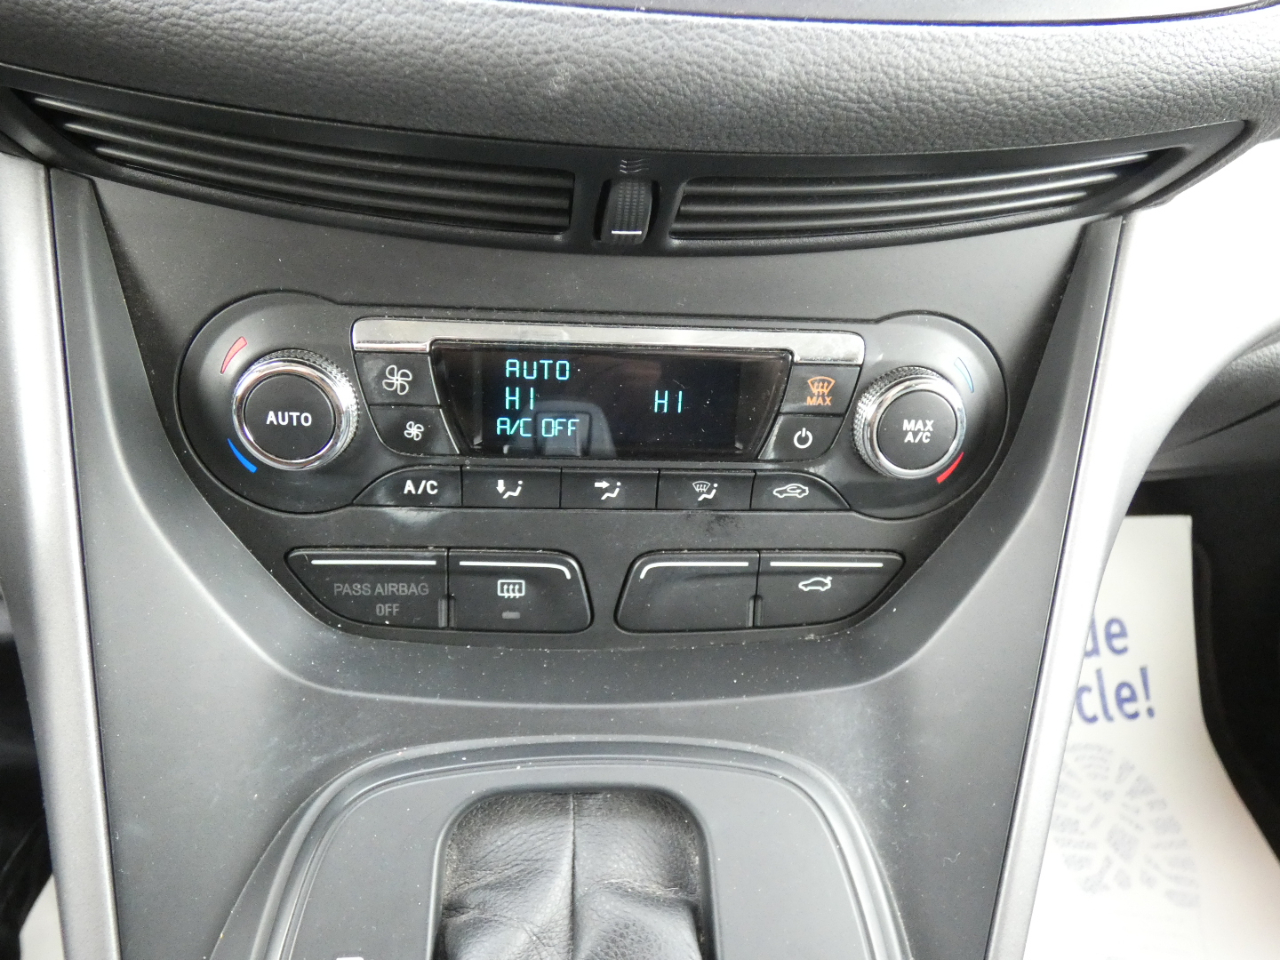 AUTO
HI HI
A/C OFF
AUTO
MAX
MAX
A/C
A/C
PASS AIRBAG
OFF
de
cle!